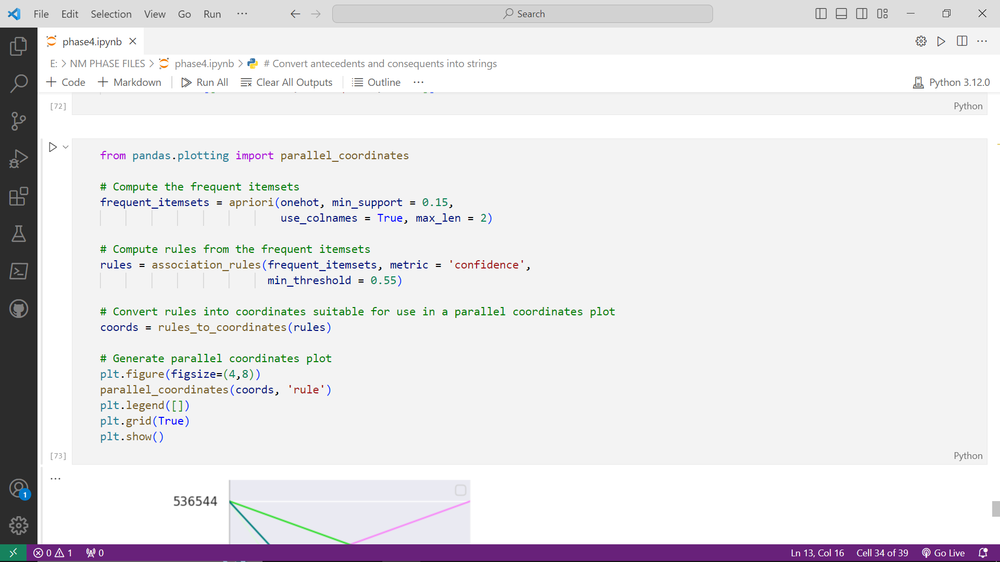 File Edit Selection View Go Run ··· Search
phase4.ipynb
E: > NM PHASE FILES > phase4.ipynb > # Convert antecedents and consequents into strings
+ Code + Markdown Run All Clear All Outputs Outline ··· Python 3.12.0
[72] Python
from pandas.plotting import parallel_coordinates
# Compute the frequent itemsets
frequent_itemsets = apriori(onehot, min_support = 0.15,
use_colnames = True, max_len = 2)
# Compute rules from the frequent itemsets
rules = association_rules(frequent_itemsets, metric = 'confidence',
min_threshold = 0.55)
# Convert rules into coordinates suitable for use in a parallel coordinates plot
coords = rules_to_coordinates(rules)
# Generate parallel coordinates plot
plt.figure(figsize=(4,8))
parallel_coordinates(coords, 'rule')
plt.legend([])
plt.grid(True)
plt.show()
[73] Python
···
536544
1
0 1 0 Ln 13, Col 16 Cell 34 of 39 Go Live